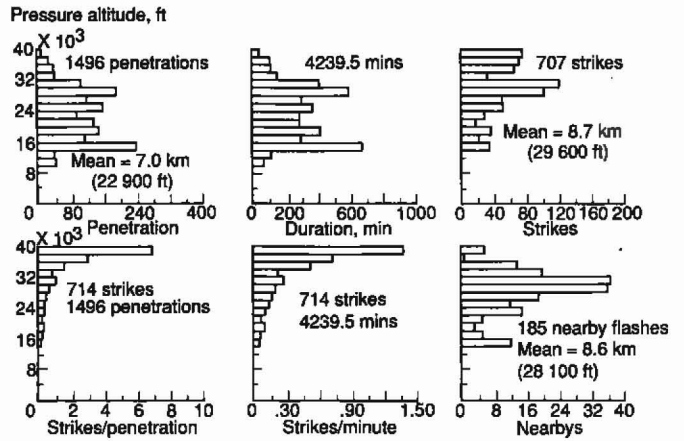 Pressure altitude, ft
X 10³
40
32
24
16
8
1496 penetrations
Mean = 7.0 km
(22 900 ft)
0 80 240 400
Penetration
4239.5 mins
0 200 600 1000
Duration, min
707 strikes
Mean = 8.7 km
(29 600 ft)
0 40 80 120 160 200
Strikes
X 10³
40
32
24
16
8
714 strikes
1496 penetrations
0 2 4 6 8 10
Strikes/penetration
714 strikes
4239.5 mins
0 .30 .90 1.50
Strikes/minute
185 nearby flashes
Mean = 8.6 km
(28 100 ft)
0 8 16 24 32 40
Nearbys